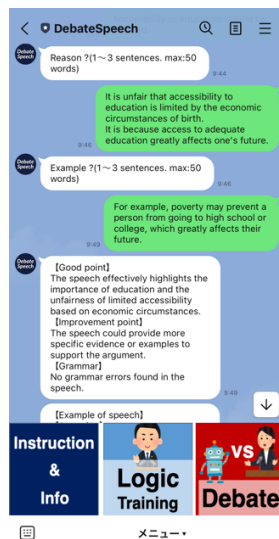 DebateSpeech
Debate
Speech
Reason ?(1～3 sentences. max:50
words)
9:44
It is unfair that accessibility to
education is limited by the economic
circumstances of birth.
It is because access to adequate
education greatly affects one's future.
9:46
Debate
Speech
Example ?(1～3 sentences. max:50
words)
9:46
For example, poverty may prevent a
person from going to high school or
college, which greatly affects their
future.
9:49
Debate
Speech
【Good point】
The speech effectively highlights the
importance of education and the
unfairness of limited accessibility
based on economic circumstances.
【Improvement point】
The speech could provide more
specific evidence or examples to
support the argument.
【Grammar】
No grammar errors found in the
speech.
9:49
【Example of speech】
Instruction
&
Info
Logic
Training
VS
Debate
メニュー▾